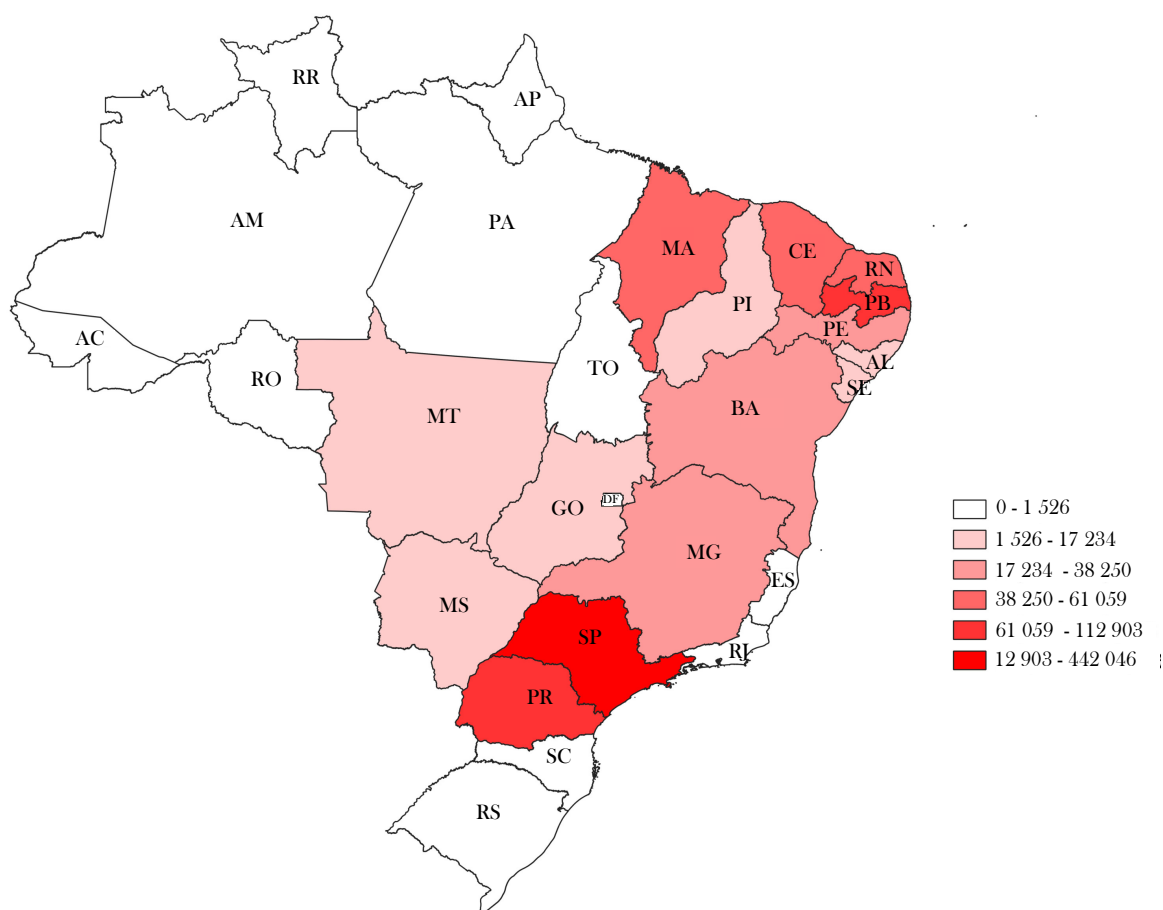 RR
AP
AM
PA
MA
CE
RN
PB
PI
PE
AC
AL
TO
RO
SE
BA
MT
DF
GO
MG
ES
MS
SP
RJ
PR
SC
RS
0 - 1 526
1 526 - 17 234
17 234 - 38 250
38 250 - 61 059
61 059 - 112 903
12 903 - 442 046